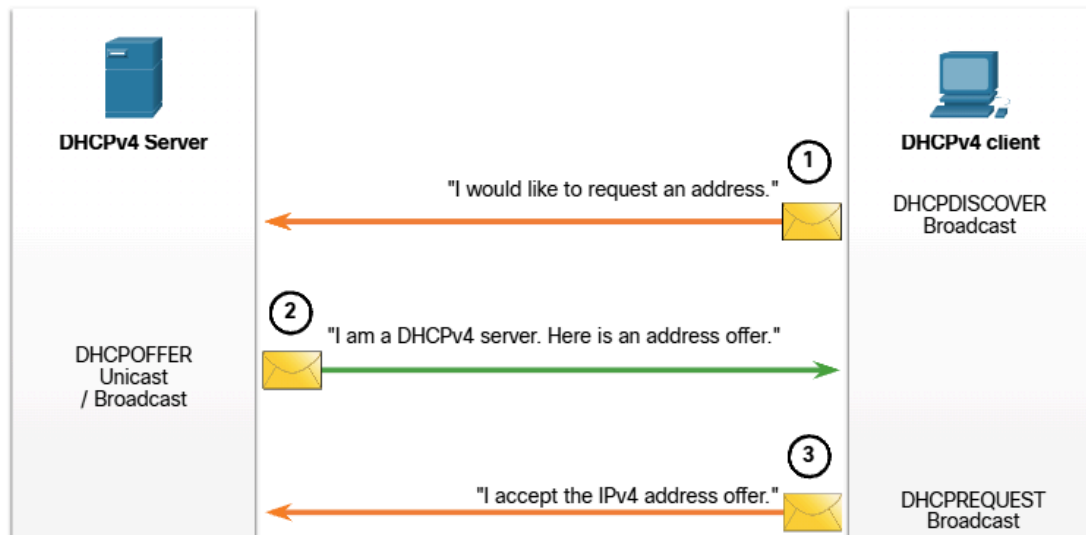 DHCPv4 Server
DHCPv4 client
1
"I would like to request an address."
DHCPDISCOVER
Broadcast
2
"I am a DHCPv4 server. Here is an address offer."
DHCPOFFER
Unicast
/ Broadcast
3
"I accept the IPv4 address offer."
DHCPREQUEST
Broadcast